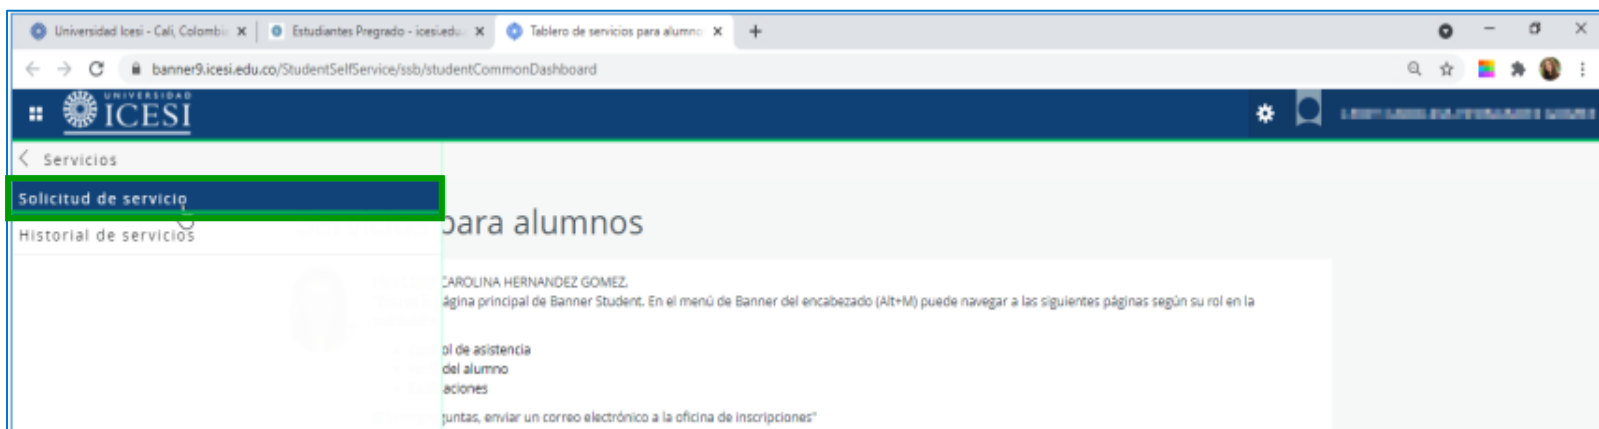 Universidad Icesi - Cali, Colombi
Estudiantes Pregrado - icesi.edu
Tablero de servicios para alumno
banner9.icesi.edu.co/StudentSelfService/ssb/studentCommonDashboard
UNIVERSIDAD
ICESI
Servicios
Solicitud de servicio
Historial de servicios
para alumnos
CAROLINA HERNANDEZ GOMEZ,
ágina principal de Banner Student. En el menú de Banner del encabezado (Alt+M) puede navegar a las siguientes páginas según su rol en la
ol de asistencia
del alumno
aciones
untas, enviar un correo electrónico a la oficina de inscripciones"